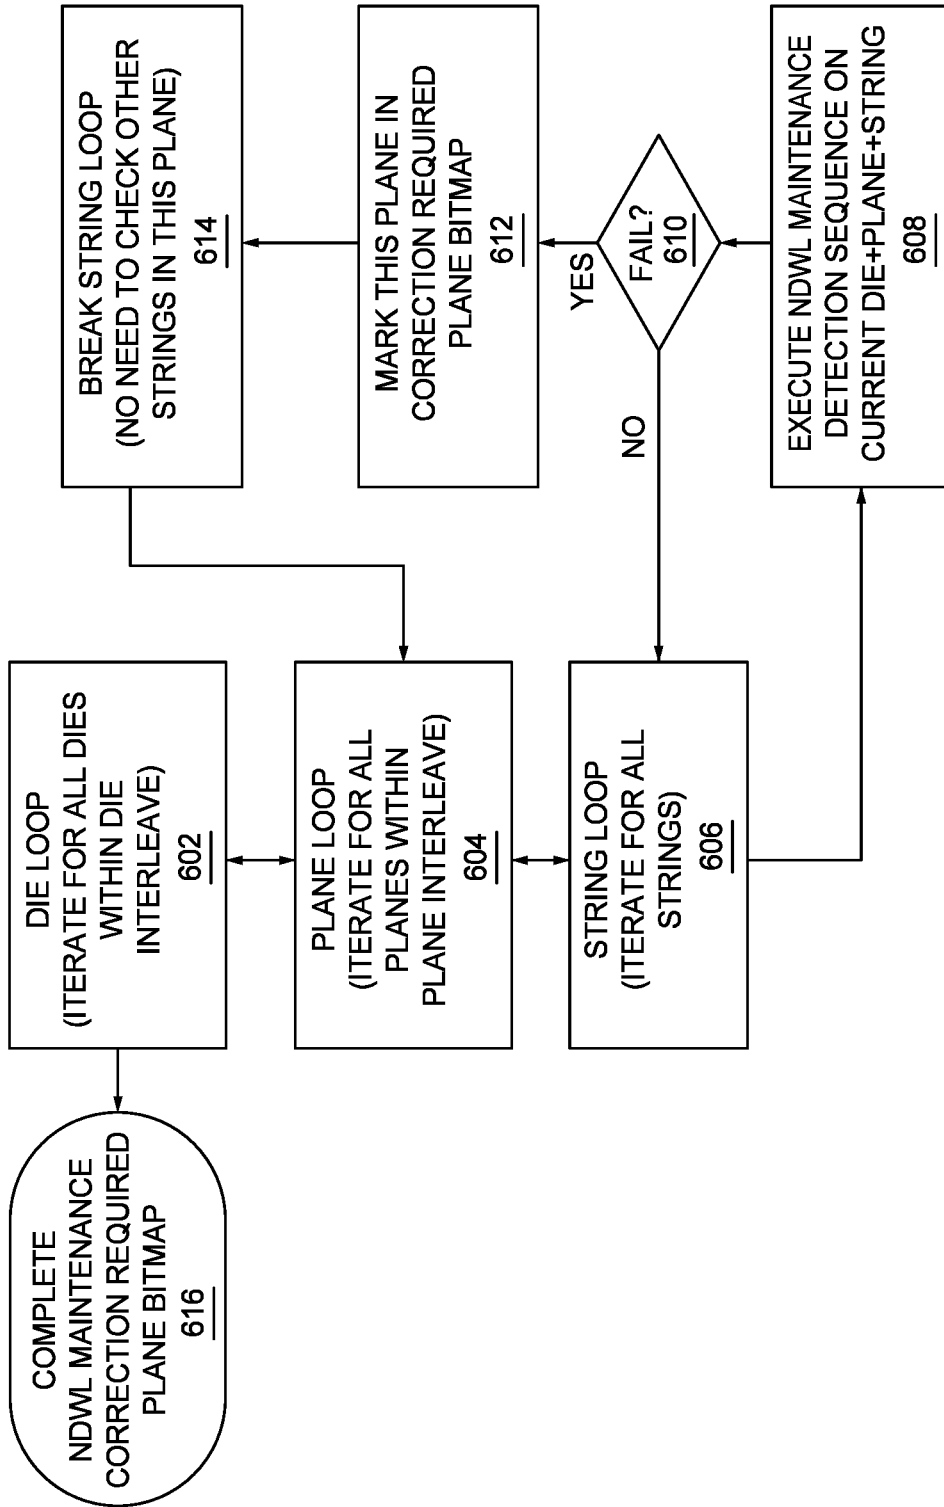 DIE LOOP
(ITERATE FOR ALL DIES
WITHIN DIE
INTERLEAVE)
602
COMPLETE
NDWL MAINTENANCE
CORRECTION REQUIRED
PLANE BITMAP
616
PLANE LOOP
(ITERATE FOR ALL
PLANES WITHIN
PLANE INTERLEAVE)
604
STRING LOOP
(ITERATE FOR ALL
STRINGS)
606
EXECUTE NDWL MAINTENANCE
DETECTION SEQUENCE ON
CURRENT DIE+PLANE+STRING
608
FAIL?
610
NO
YES
MARK THIS PLANE IN
CORRECTION REQUIRED
PLANE BITMAP
612
BREAK STRING LOOP
(NO NEED TO CHECK OTHER
STRINGS IN THIS PLANE)
614